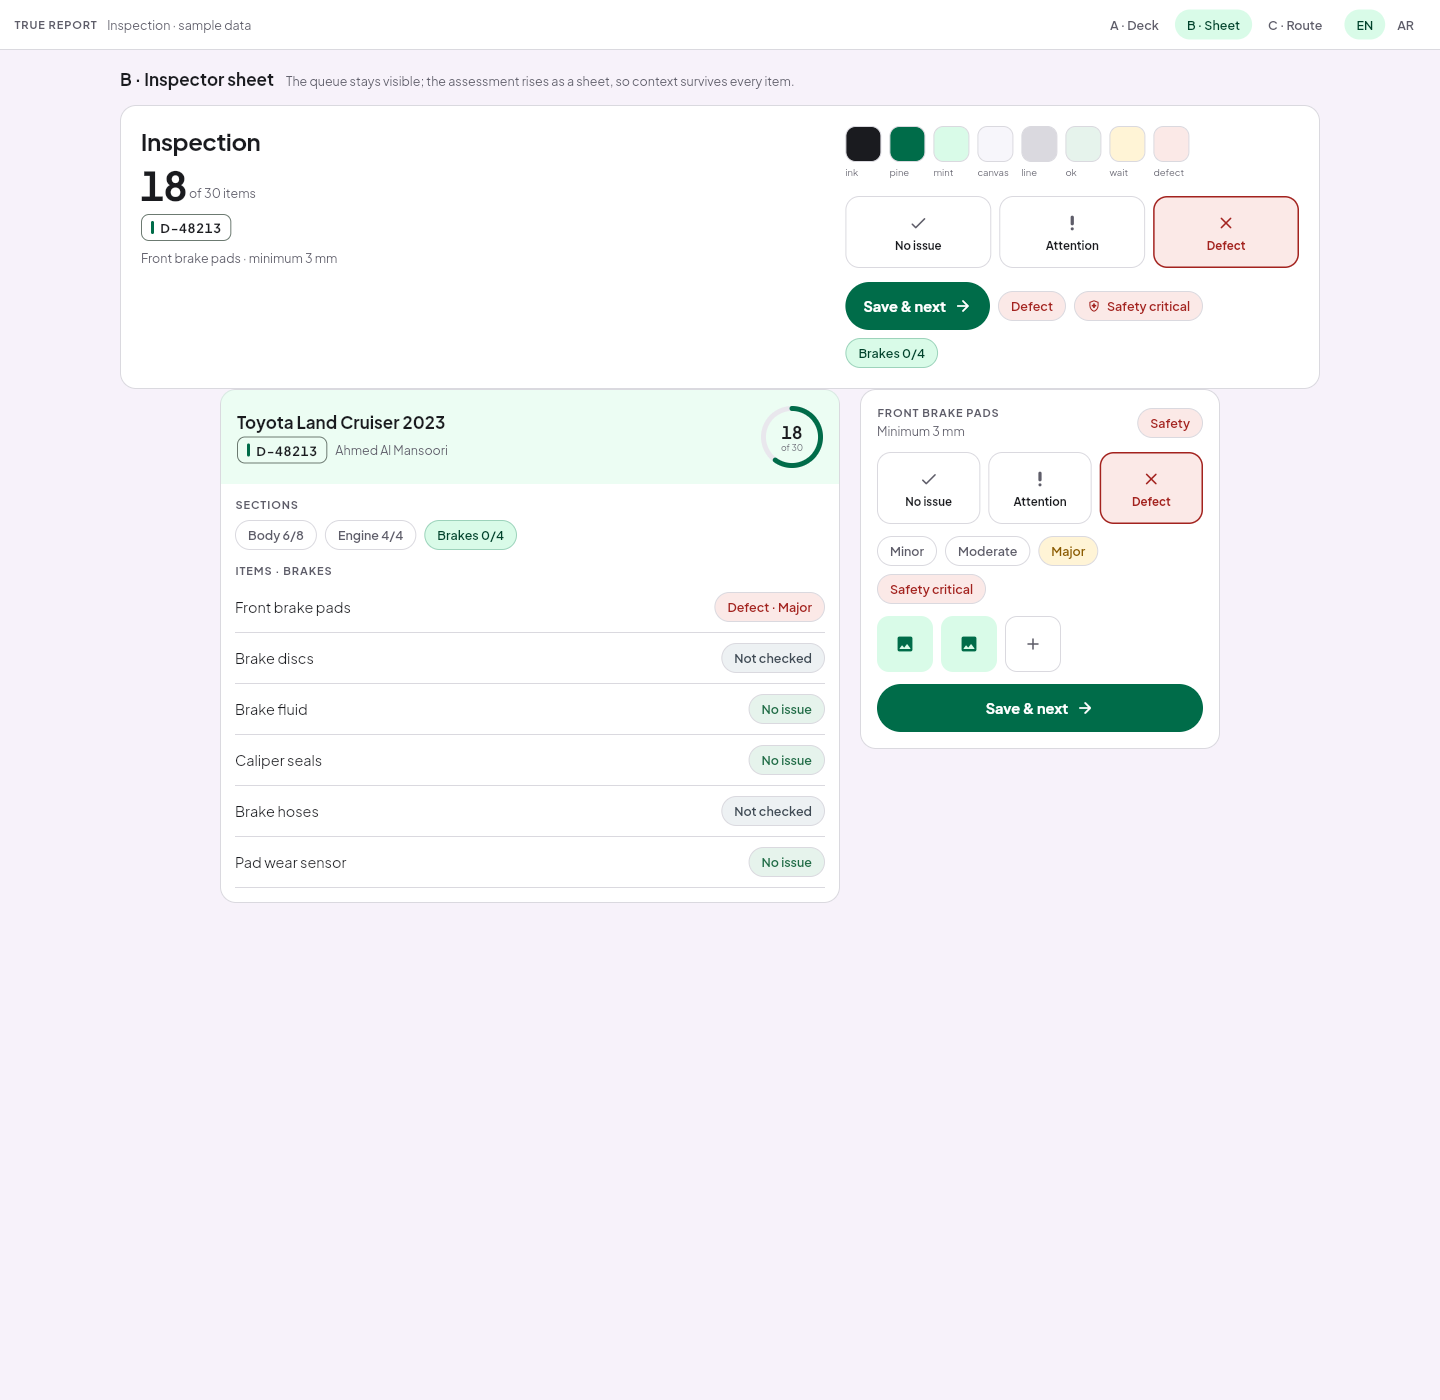 TRUE REPORT Inspection · sample data A · Deck B · Sheet C · Route EN AR
B · Inspector sheet The queue stays visible; the assessment rises as a sheet, so context survives every item.
Inspection
18 of 30 items
D-48213
Front brake pads · minimum 3 mm
ink pine mint canvas line ok wait defect
No issue Attention Defect
Save & next Defect Safety critical
Brakes 0/4
Toyota Land Cruiser 2023
D-48213 Ahmed Al Mansoori
18
of 30
SECTIONS
Body 6/8 Engine 4/4 Brakes 0/4
ITEMS · BRAKES
Front brake pads Defect · Major
Brake discs Not checked
Brake fluid No issue
Caliper seals No issue
Brake hoses Not checked
Pad wear sensor No issue
FRONT BRAKE PADS
Minimum 3 mm
Safety
No issue Attention Defect
Minor Moderate Major
Safety critical
Save & next